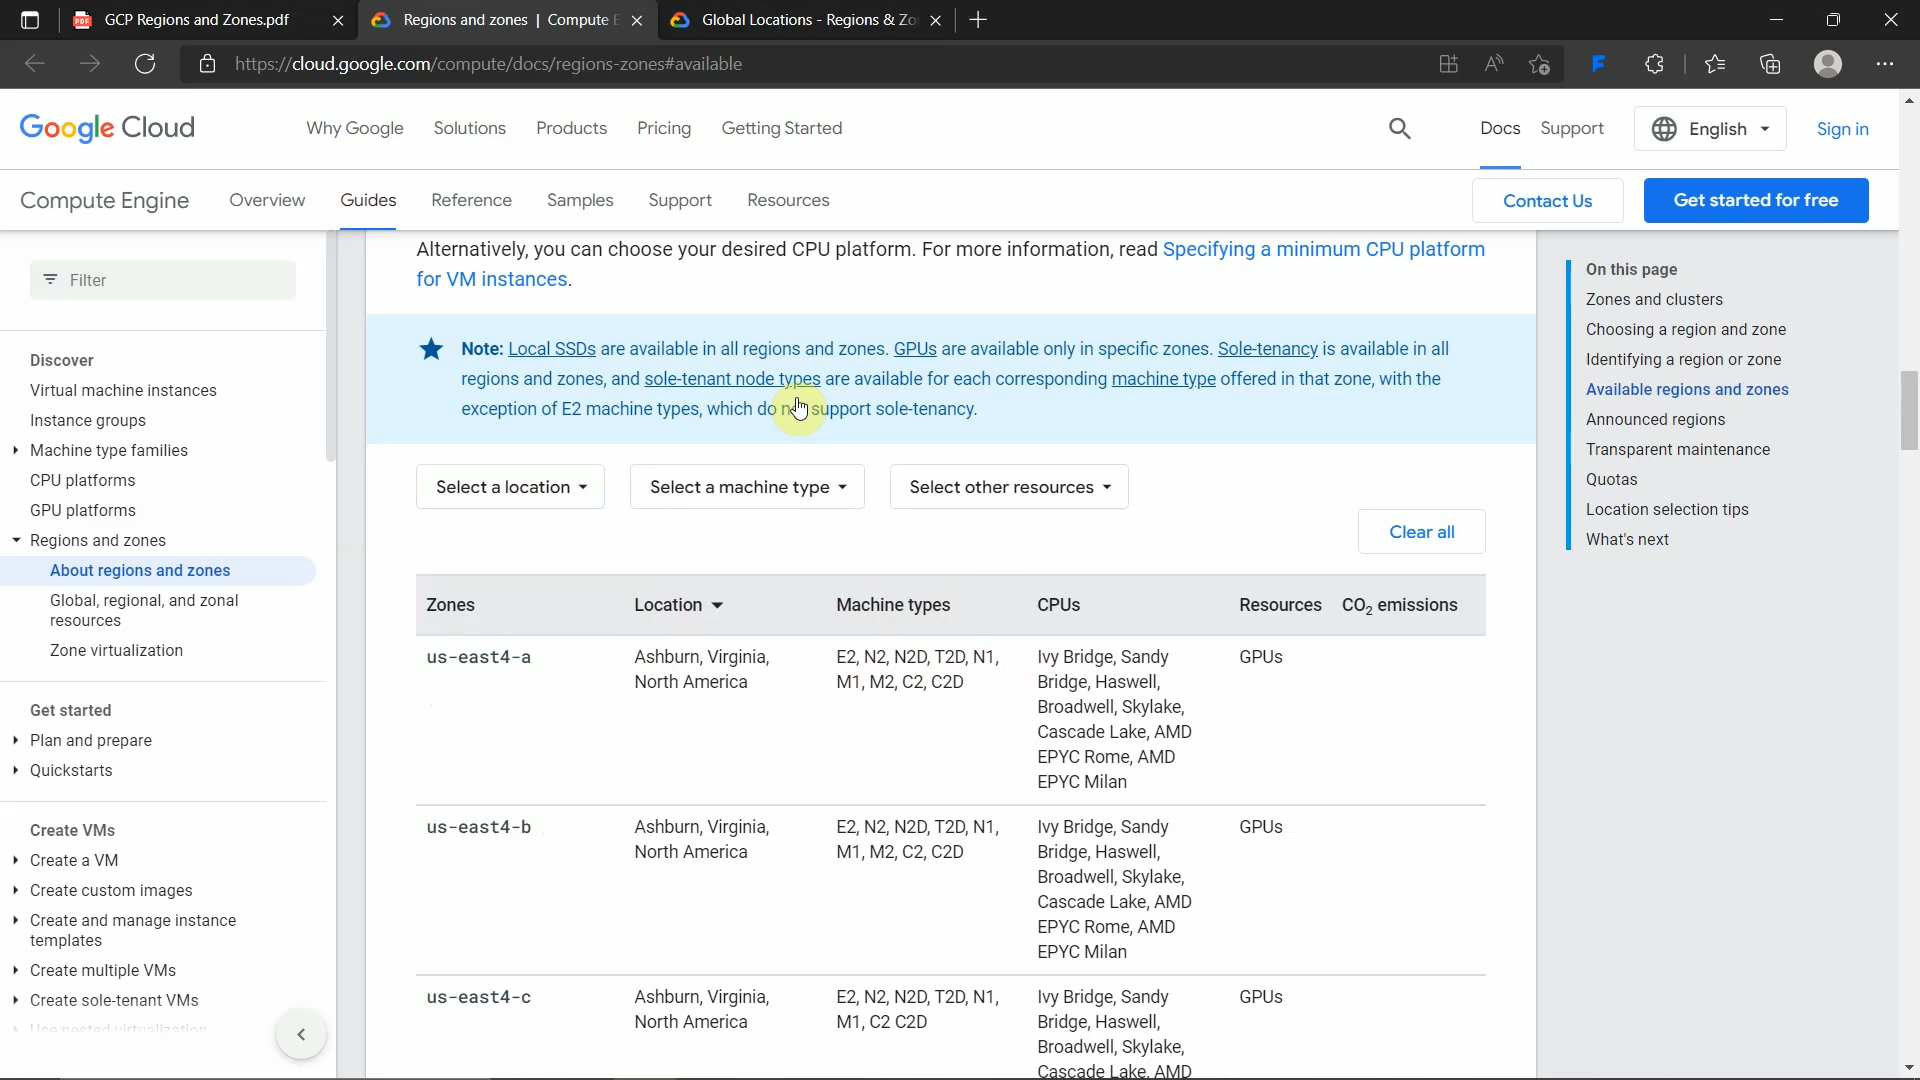 GCP Regions and Zones.pdf
Regions and zones | Compute E
Global Locations - Regions & Zo
https://cloud.google.com/compute/docs/regions-zones#available
Google Cloud
Why Google
Solutions
Products
Pricing
Getting Started
Docs
Support
English
Sign in
Compute Engine
Overview
Guides
Reference
Samples
Support
Resources
Contact Us
Get started for free
Filter
Discover
Virtual machine instances
Instance groups
Machine type families
CPU platforms
GPU platforms
Regions and zones
About regions and zones
Global, regional, and zonal
resources
Zone virtualization
Get started
Plan and prepare
Quickstarts
Create VMs
Create a VM
Create custom images
Create and manage instance
templates
Create multiple VMs
Create sole-tenant VMs
Use nested virtualization
Alternatively, you can choose your desired CPU platform. For more information, read Specifying a minimum CPU platform
for VM instances.
Note: Local SSDs are available in all regions and zones. GPUs are available only in specific zones. Sole-tenancy is available in all
regions and zones, and sole-tenant node types are available for each corresponding machine type offered in that zone, with the
exception of E2 machine types, which do support sole-tenancy.
Select a location
Select a machine type
Select other resources
Clear all
Zones Location Machine types CPUs Resources CO2 emissions
us-east4-a
Ashburn, Virginia,
North America
E2, N2, N2D, T2D, N1,
M1, M2, C2, C2D
Ivy Bridge, Sandy
Bridge, Haswell,
Broadwell, Skylake,
Cascade Lake, AMD
EPYC Rome, AMD
EPYC Milan
GPUs
us-east4-b
Ashburn, Virginia,
North America
E2, N2, N2D, T2D, N1,
M1, M2, C2, C2D
Ivy Bridge, Sandy
Bridge, Haswell,
Broadwell, Skylake,
Cascade Lake, AMD
EPYC Rome, AMD
EPYC Milan
GPUs
us-east4-c
Ashburn, Virginia,
North America
E2, N2, N2D, T2D, N1,
M1, C2 C2D
Ivy Bridge, Sandy
Bridge, Haswell,
Broadwell, Skylake,
Cascade Lake, AMD
GPUs
On this page
Zones and clusters
Choosing a region and zone
Identifying a region or zone
Available regions and zones
Announced regions
Transparent maintenance
Quotas
Location selection tips
What's next